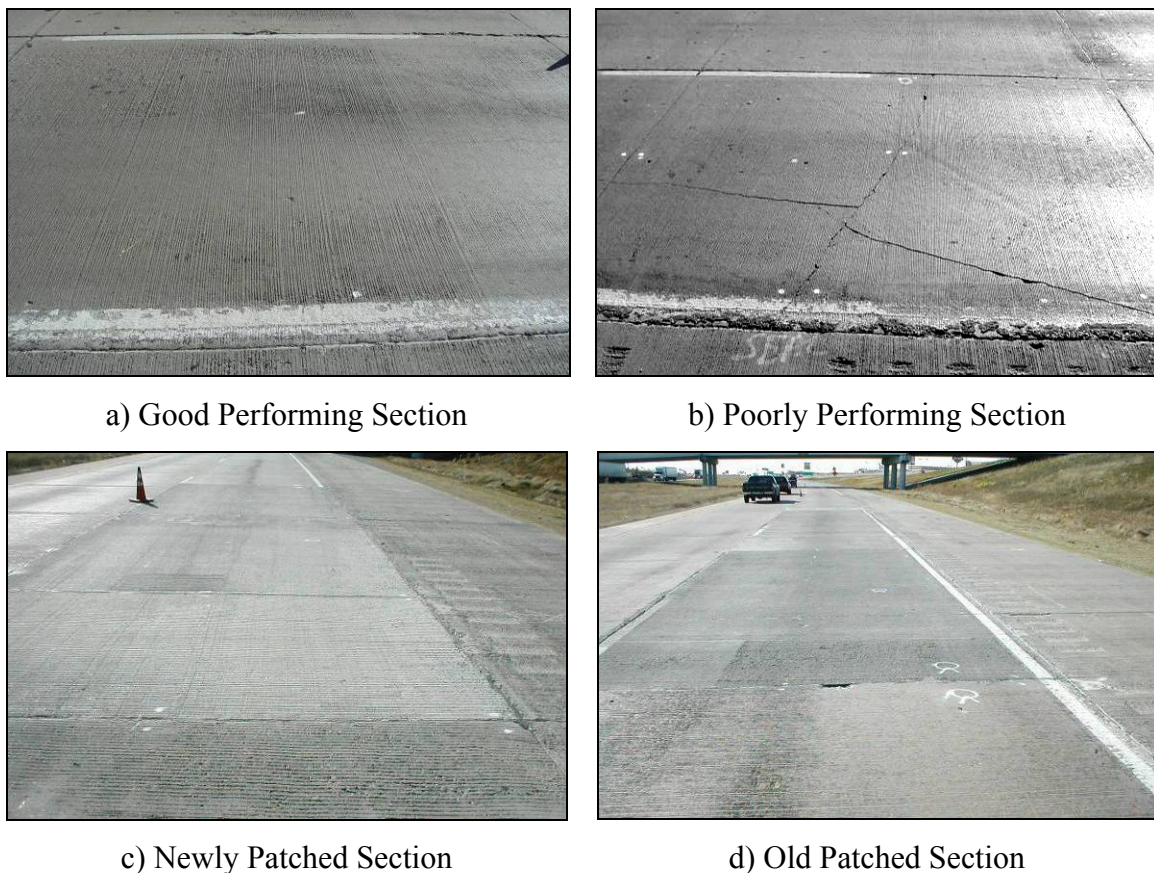 a) Good Performing Section
b) Poorly Performing Section
c) Newly Patched Section
d) Old Patched Section